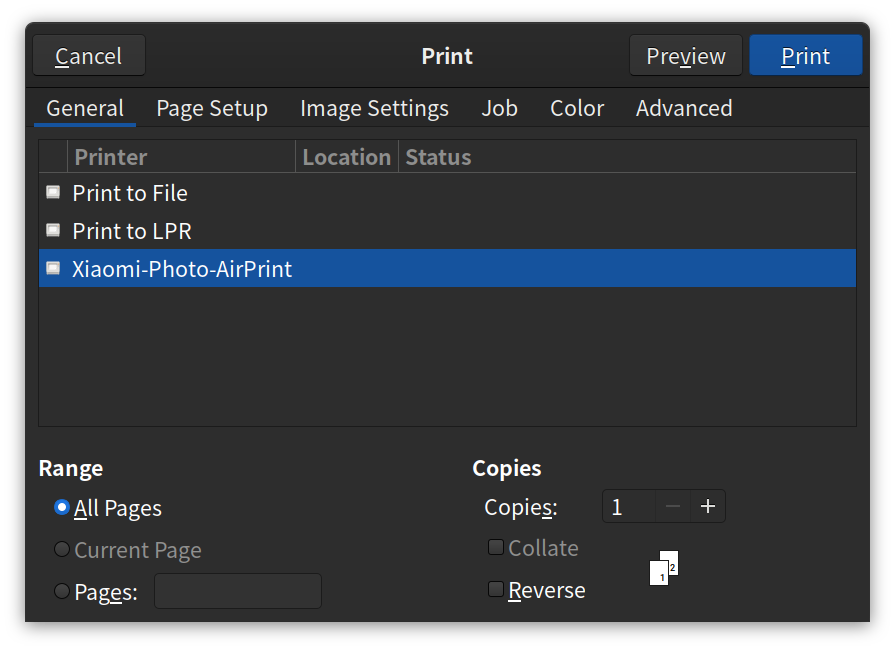 Cancel Print Preview Print
General Page Setup Image Settings Job Color Advanced
Printer Location Status
Print to File
Print to LPR
Xiaomi-Photo-AirPrint
Range
All Pages
Current Page
Pages:
Copies
Copies: 1
Collate
Reverse
1 2